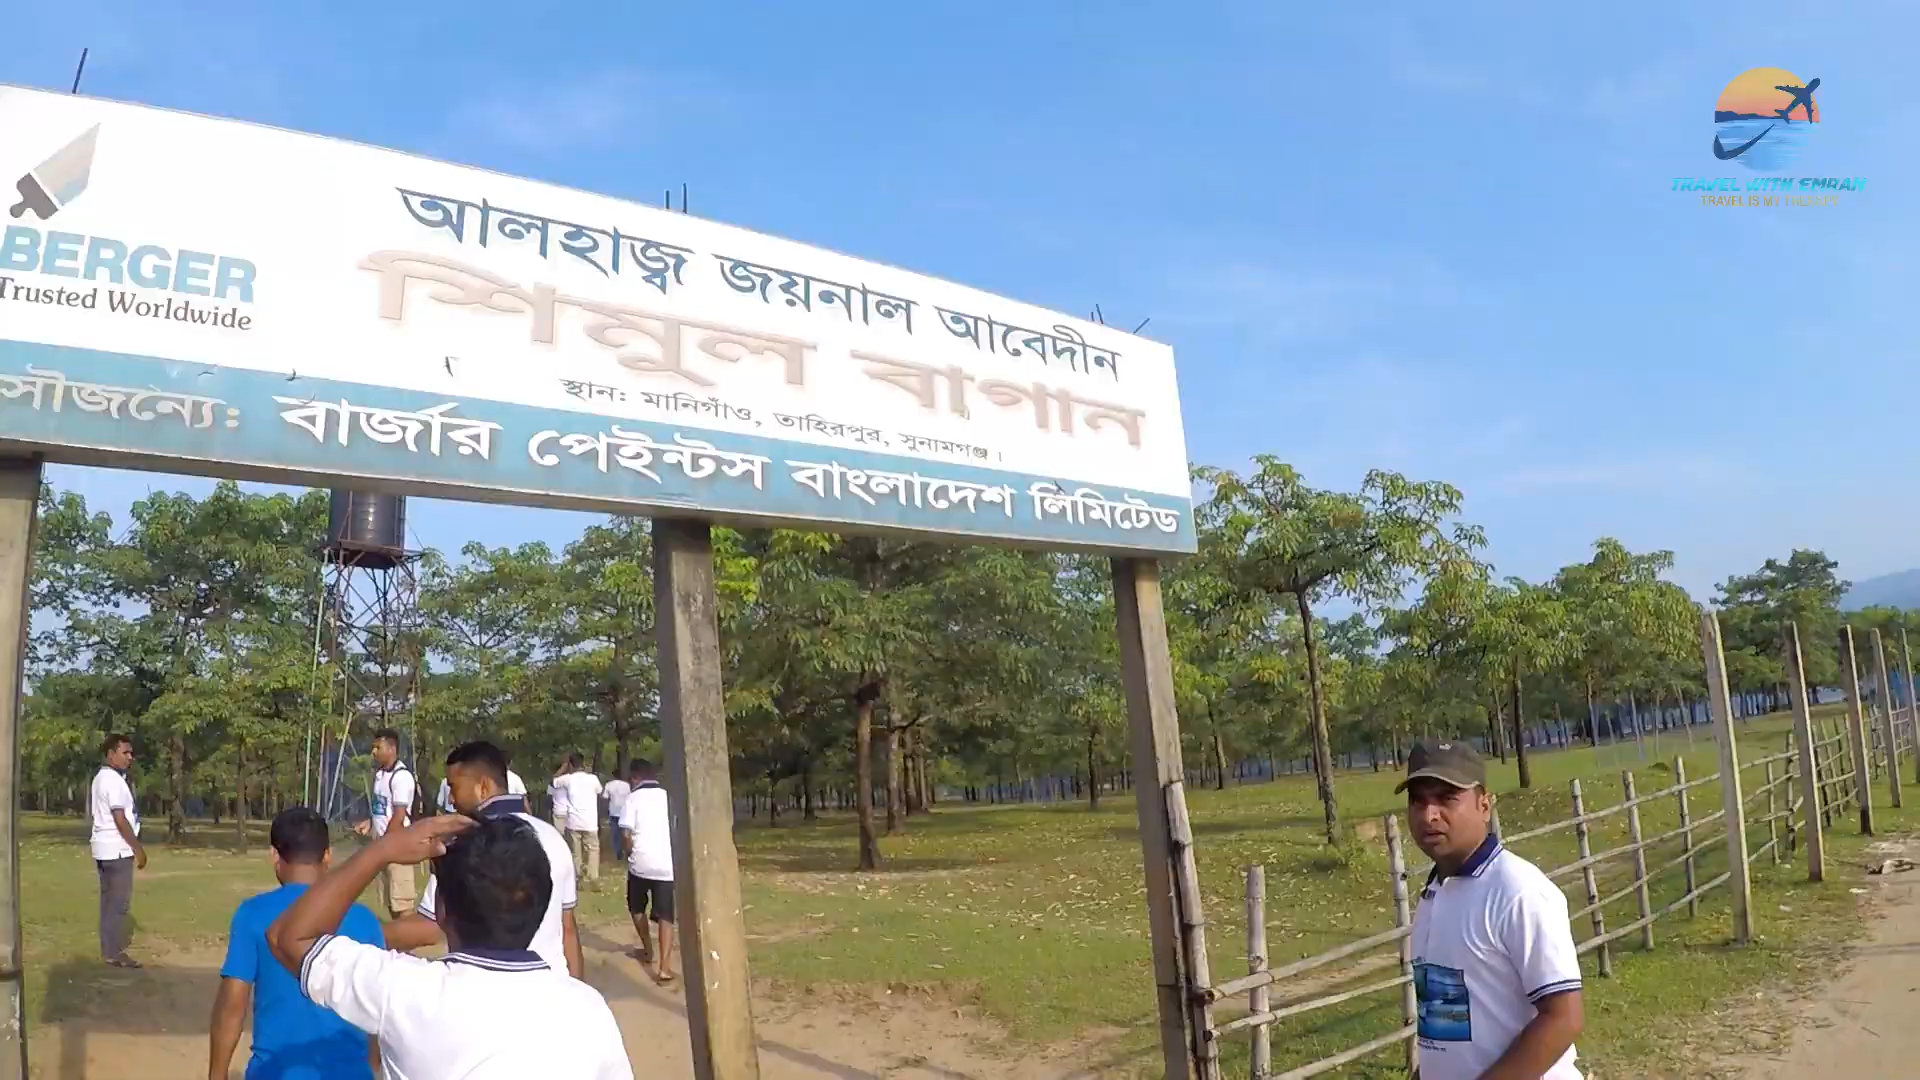 BERGER
Trusted Worldwide
আলহাজ্ব জয়নাল আবেদীন
শিমুল বাগান
স্থান: মানিগাঁও, তাহিরপুর, সুনামগঞ্জ।
সৌজন্যে: বার্জার পেইন্টস বাংলাদেশ লিমিটেড
TRAVEL WITH EMRAN
TRAVEL IS MY THERAPY